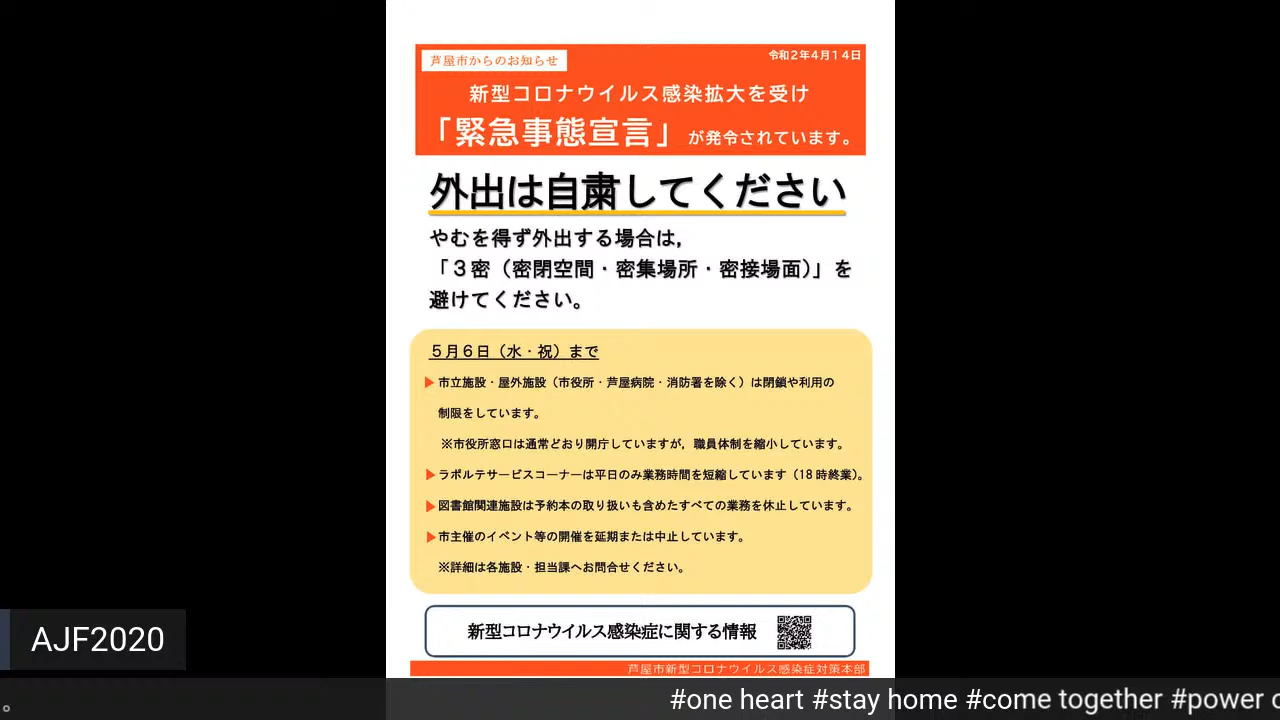 芦屋市からのお知らせ
令和２年４月１４日
新型コロナウイルス感染拡大を受け
「緊急事態宣言」が発令されています。
外出は自粛してください
やむを得ず外出する場合は，
「３密（密閉空間・密集場所・密接場面）」を
避けてください。
５月６日（水・祝）まで
▶市立施設・屋外施設（市役所・芦屋病院・消防署を除く）は閉鎖や利用の
制限をしています。
※市役所窓口は通常どおり開庁していますが，職員体制を縮小しています。
▶ラポルテサービスコーナーは平日のみ業務時間を短縮しています（18時終業）。
▶図書館関連施設は予約本の取り扱いも含めたすべての業務を休止しています。
▶市主催のイベント等の開催を延期または中止しています。
※詳細は各施設・担当課へお問合せください。
新型コロナウイルス感染症に関する情報
芦屋市新型コロナウイルス感染症対策本部
AJF2020
。 #one heart #stay home #come together #power